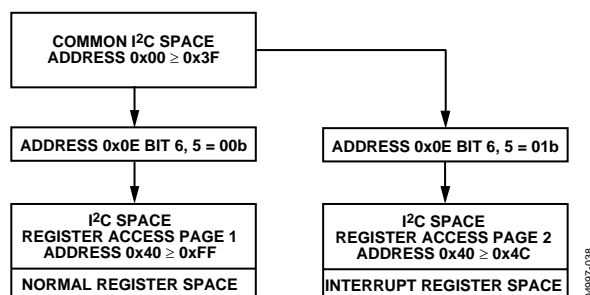 COMMON I²C SPACE
ADDRESS 0x00 ≥ 0x3F
ADDRESS 0x0E BIT 6, 5 = 00b
ADDRESS 0x0E BIT 6, 5 = 01b
I²C SPACE
REGISTER ACCESS PAGE 1
ADDRESS 0x40 ≥ 0xFF
NORMAL REGISTER SPACE
I²C SPACE
REGISTER ACCESS PAGE 2
ADDRESS 0x40 ≥ 0x4C
INTERRUPT REGISTER SPACE